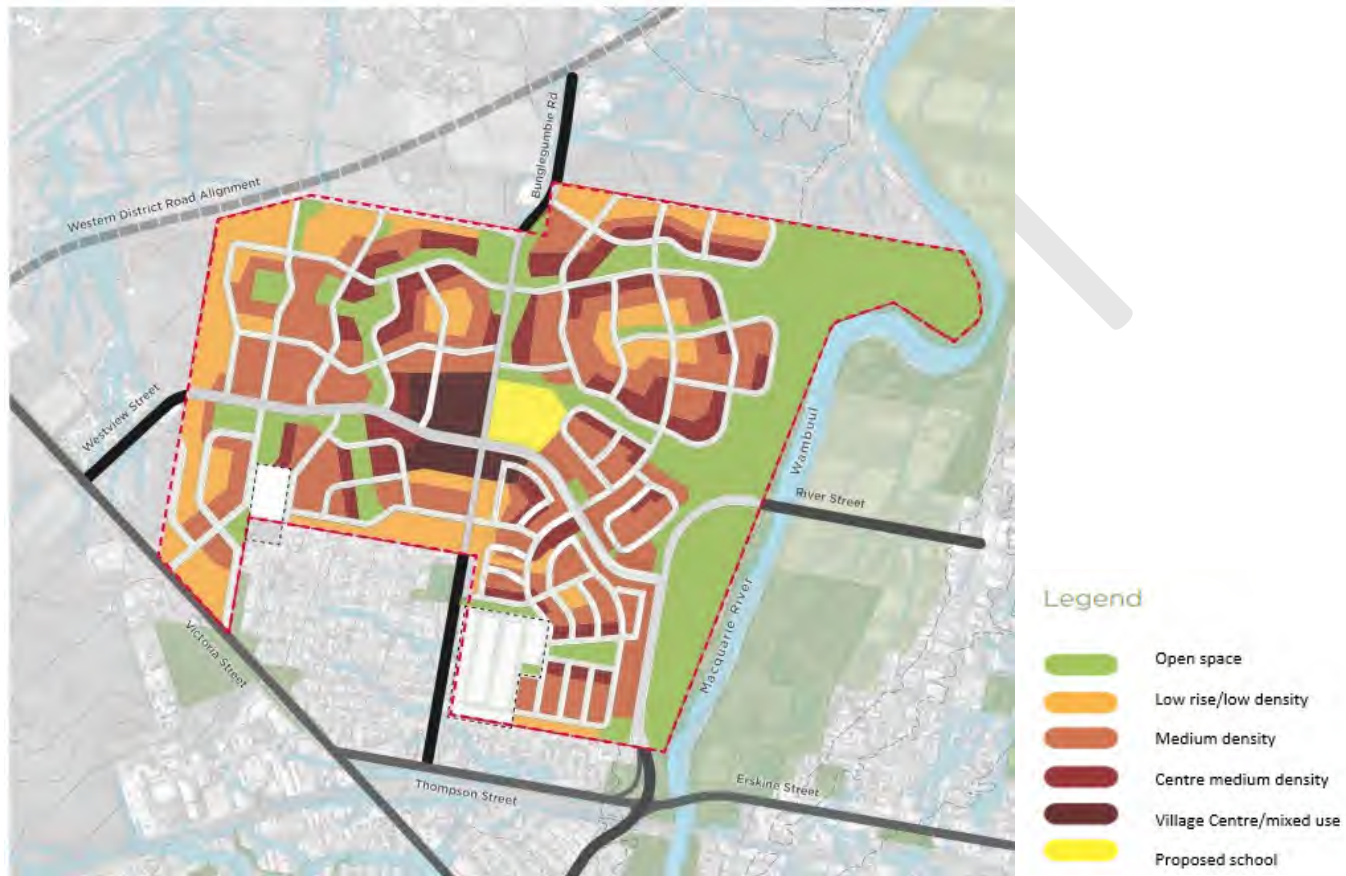 Bunglegumbie Rd
Western District Road Alignment
Westview Street
Wambuul
River Street
Macquarie River
Victoria Street
Thompson Street
Erskine Street
Legend
Open space
Low rise/low density
Medium density
Centre medium density
Village Centre/mixed use
Proposed school